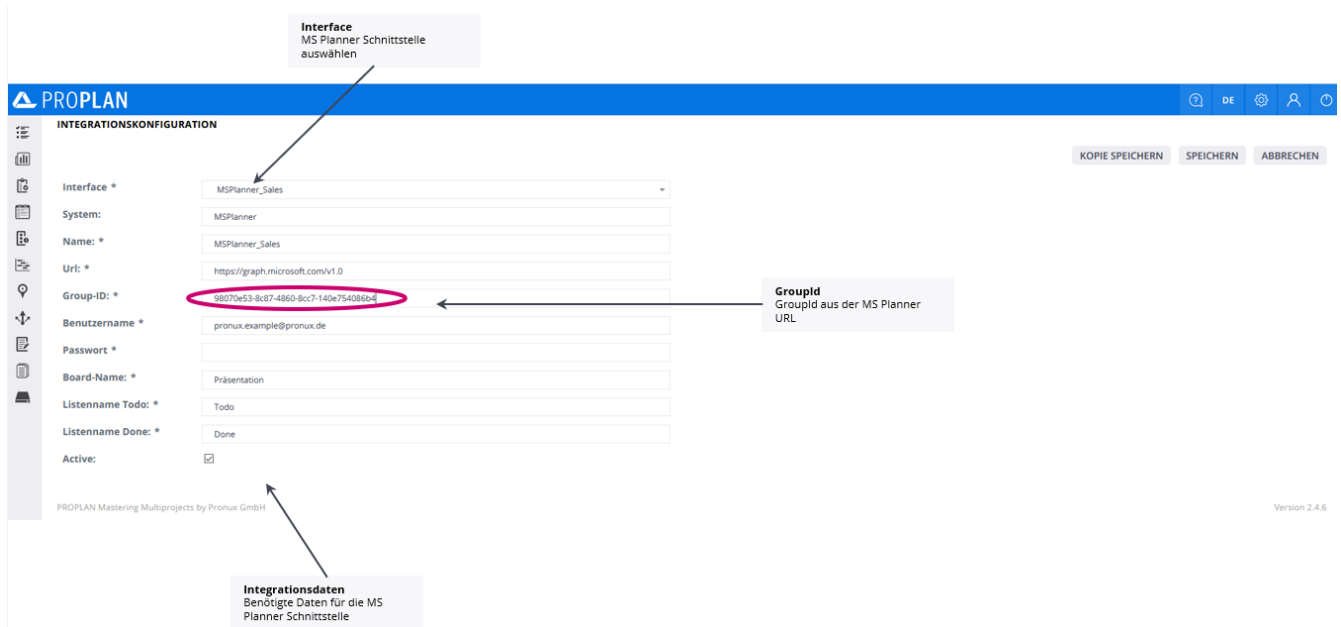 Interface
MS Planner Schnittstelle
auswählen
PROPLAN
DE
INTEGRATIONSKONFIGURATION
KOPIE SPEICHERN SPEICHERN ABBRECHEN
Interface * MSPlanner_Sales
System: MSPlanner
Name: * MSPlanner_Sales
Url: * https://graph.microsoft.com/v1.0
Group-ID: * 98070e53-8c87-4860-8cc7-140e754086b4
GroupId
GroupId aus der MS Planner
URL
Benutzername * pronux.example@pronux.de
Passwort *
Board-Name: * Präsentation
Listenname Todo: * Todo
Listenname Done: * Done
Active:
PROPLAN Mastering Multiprojects by Pronux GmbH Version 2.4.6
Integrationsdaten
Benötigte Daten für die MS
Planner Schnittstelle